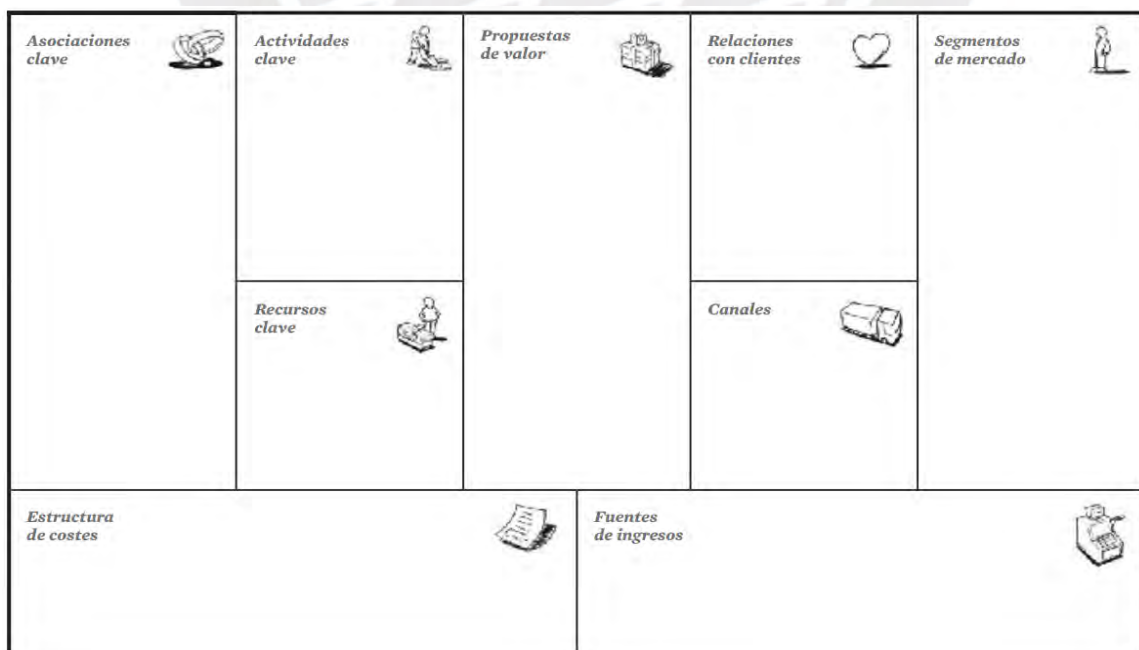 Asociaciones
clave
Actividades
clave
Propuestas
de valor
Relaciones
con clientes
Segmentos
de mercado
Recursos
clave
Canales
Estructura
de costes
Fuentes
de ingresos